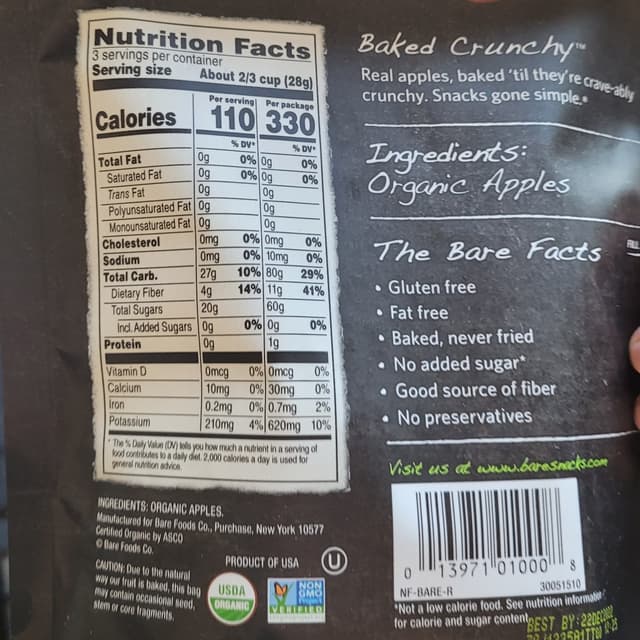 Nutrition Facts
3 servings per container
Serving size About 2/3 cup (28g)
Per serving Per package
Calories 110 330
% DV* % DV*
Total Fat 0g 0% 0g 0%
Saturated Fat 0g 0% 0g 0%
Trans Fat 0g 0g
Polyunsaturated Fat 0g 0g
Monounsaturated Fat 0g 0g
Cholesterol 0mg 0% 0mg 0%
Sodium 0mg 0% 10mg 0%
Total Carb. 27g 10% 80g 29%
Dietary Fiber 4g 14% 11g 41%
Total Sugars 20g 60g
Incl. Added Sugars 0g 0% 0g 0%
Protein 0g 1g
Vitamin D 0mcg 0% 0mcg 0%
Calcium 10mg 0% 30mg 0%
Iron 0.2mg 0% 0.7mg 2%
Potassium 210mg 4% 620mg 10%
* The % Daily Value (DV) tells you how much a nutrient in a serving of
food contributes to a daily diet. 2,000 calories a day is used for
general nutrition advice.
INGREDIENTS: ORGANIC APPLES.
Manufactured for Bare Foods Co., Purchase, New York 10577
Certified Organic by ASCO
© Bare Foods Co.
PRODUCT OF USA
U
CAUTION: Due to the natural
way our fruit is baked, this bag
may contain occasional seed,
stem or core fragments.
USDA
ORGANIC
NON
GMO
Project
VERIFIED
Baked Crunchy™
Real apples, baked 'til they're crave-ably
crunchy. Snacks gone simple.®
Ingredients:
Organic Apples
The Bare Facts
• Gluten free
• Fat free
• Baked, never fried
• No added sugar*
• Good source of fiber
• No preservatives
Visit us at www.baresnacks.com
0 13971 01000 8
NF-BARE-R 30051510
*Not a low calorie food. See nutrition information
for calorie and sugar content.
BEST BY: